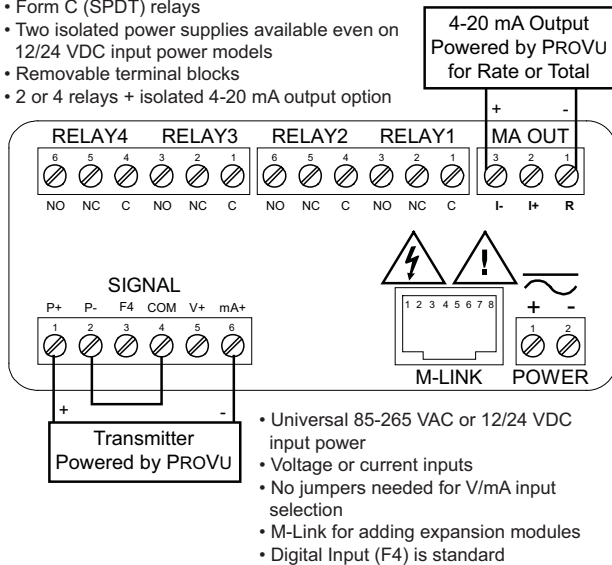 • Form C (SPDT) relays
• Two isolated power supplies available even on
12/24 VDC input power models
• Removable terminal blocks
• 2 or 4 relays + isolated 4-20 mA output option
4-20 mA Output
Powered by PROVU
for Rate or Total
+ -
RELAY4 RELAY3 RELAY2 RELAY1 MA OUT
6 5 4 3 2 1 6 5 4 3 2 1 3 2 1
NO NC C NO NC C NO NC C NO NC C I- I+ R
SIGNAL
P+ P- F4 COM V+ mA+
1 2 3 4 5 6
1 2 3 4 5 6 7 8
+ -
1 2
M-LINK POWER
+ -
Transmitter
Powered by PROVU
• Universal 85-265 VAC or 12/24 VDC
input power
• Voltage or current inputs
• No jumpers needed for V/mA input
selection
• M-Link for adding expansion modules
• Digital Input (F4) is standard